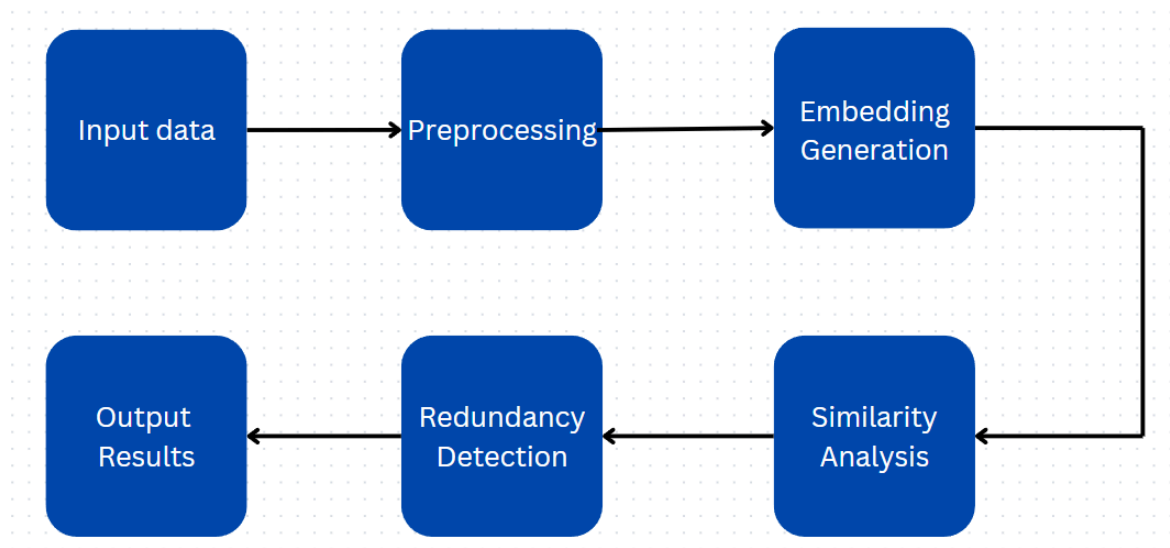 Input data
Preprocessing
Embedding
Generation
Similarity
Analysis
Redundancy
Detection
Output
Results